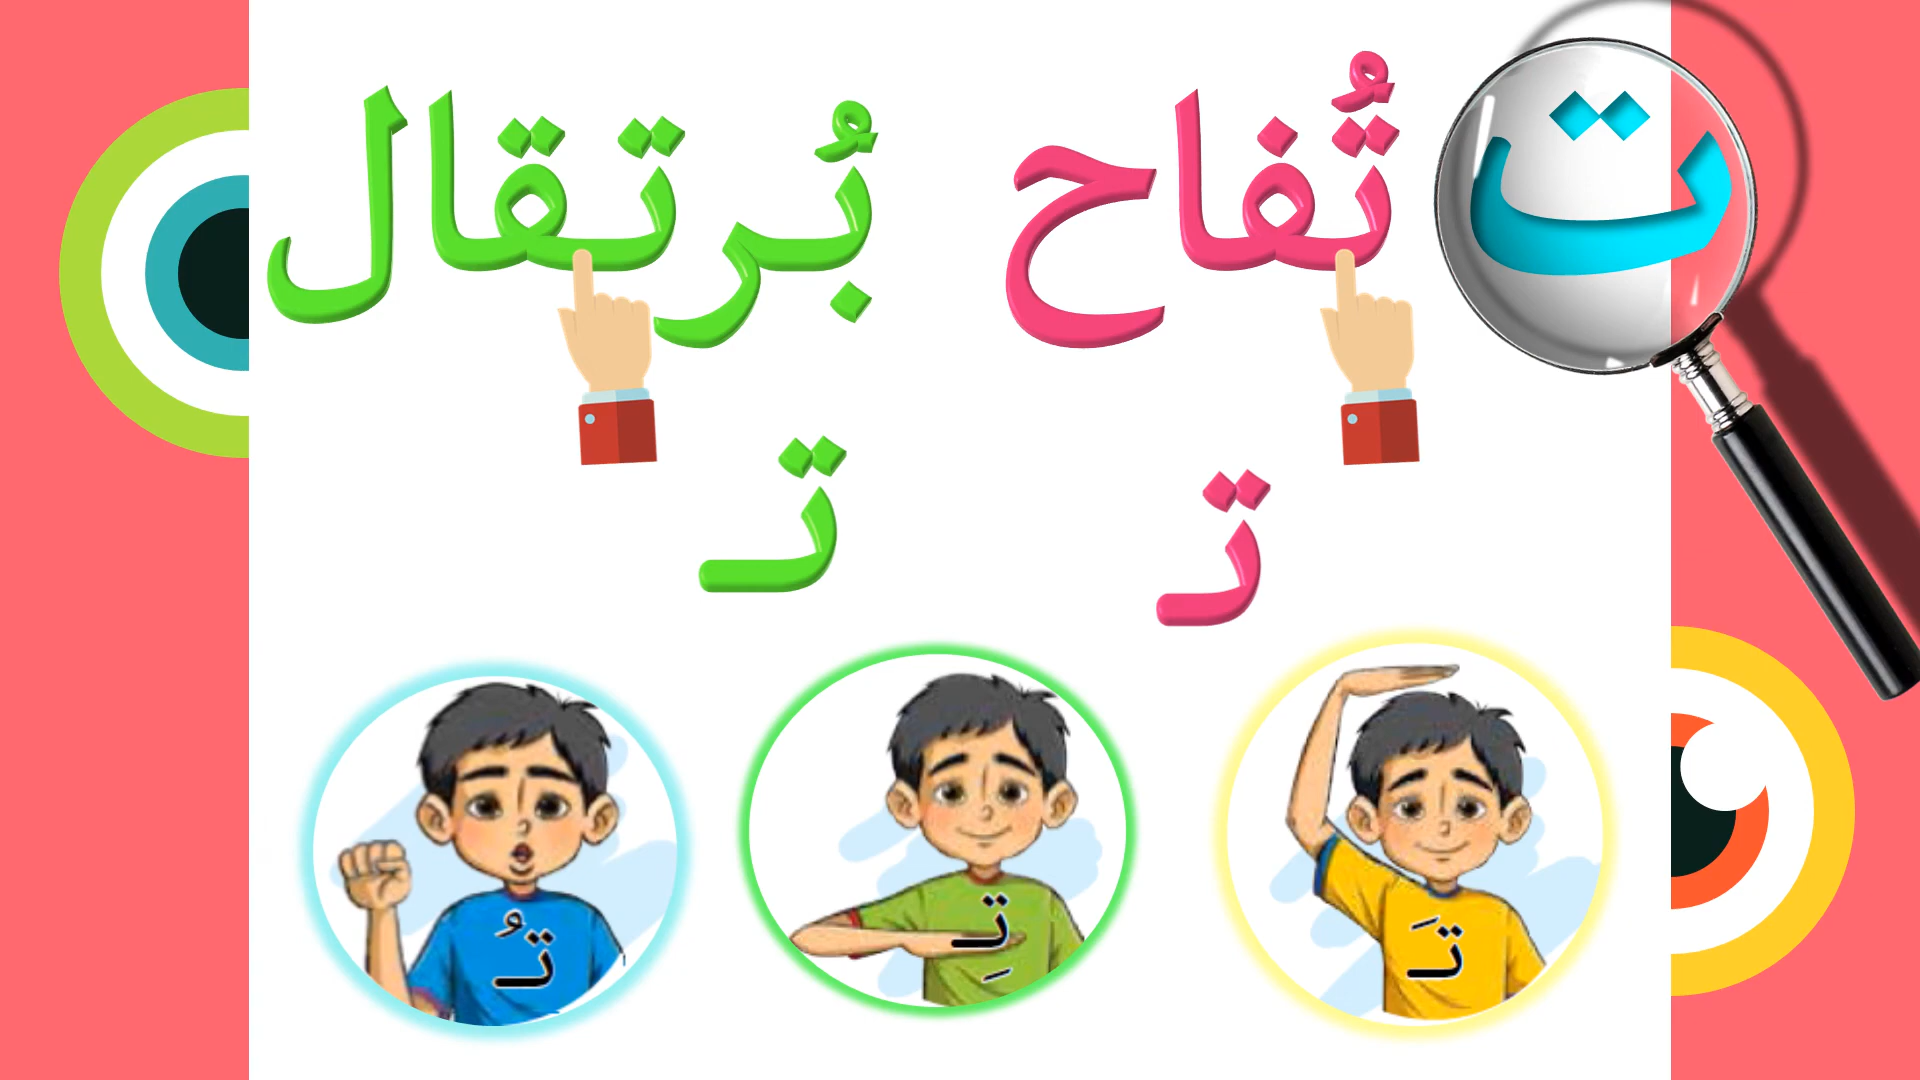 ت تُفاح بُرتقال
تـ تـ
تَـ تِـ تُـ